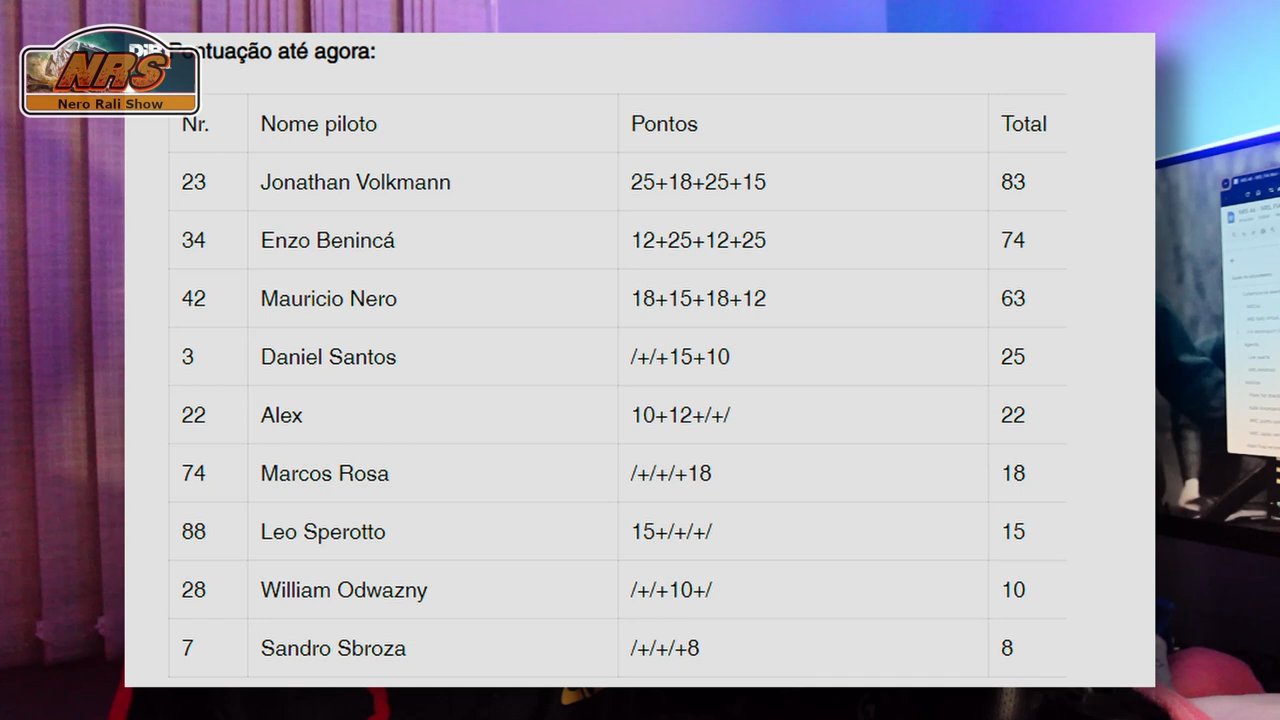 DiR
NRS
Nero Rali Show
Pontuação até agora:
Nr. Nome piloto Pontos Total
23 Jonathan Volkmann 25+18+25+15 83
34 Enzo Benincá 12+25+12+25 74
42 Mauricio Nero 18+15+18+12 63
3 Daniel Santos /+/+15+10 25
22 Alex 10+12+/+/ 22
74 Marcos Rosa /+/+/+18 18
88 Leo Sperotto 15+/+/+/ 15
28 William Odwazny /+/+10+/ 10
7 Sandro Sbroza /+/+/+8 8